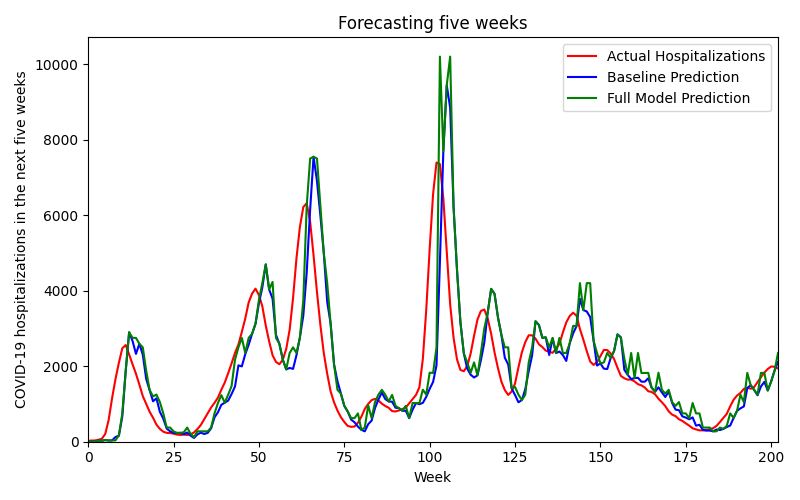 Forecasting five weeks
Actual Hospitalizations
Baseline Prediction
Full Model Prediction
COVID-19 hospitalizations in the next five weeks
10000
8000
6000
4000
2000
0
0 25 50 75 100 125 150 175 200
Week